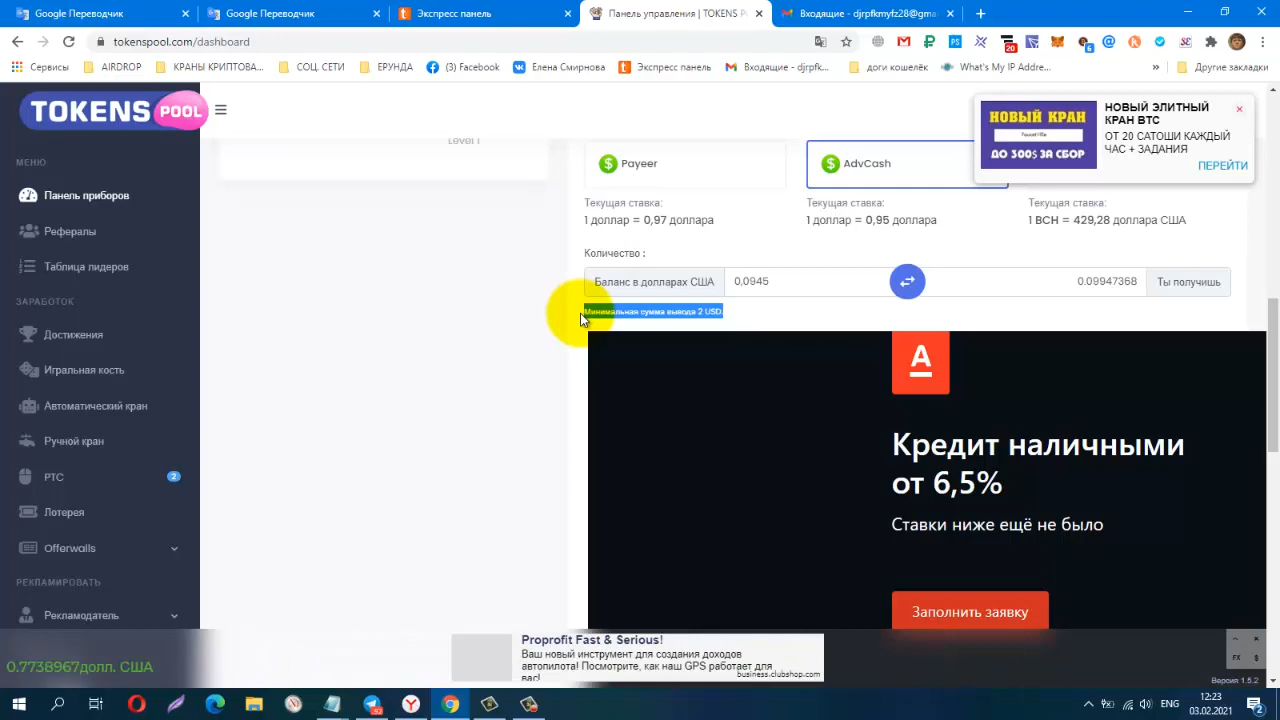 Google Переводчик
Google Переводчик
Экспресс панель
Панель управления | TOKENS P
Входящие - djrpfkmyfz28@gma
tokenspool.com/dashboard
20
6
Сервисы
AIRDROP
КРАНЫ КРИПТОВА...
СОЦ. СЕТИ
ЕРУНДА
(3) Facebook
Елена Смирнова
Экспресс панель
Входящие - djrpfk...
доги кошелёк
What's My IP Addre...
Другие закладки
TOKENS POOL
МЕНЮ
Панель приборов
Рефералы
Таблица лидеров
ЗАРАБОТОК
Достижения
Игральная кость
Автоматический кран
Ручной кран
PTC
2
Лотерея
Offerwalls
РЕКЛАМИРОВАТЬ
Рекламодатель
0.7738967долл. США
Level 1
НОВЫЙ КРАН
ДО 300$ ЗА СБОР
НОВЫЙ ЭЛИТНЫЙ
КРАН BTC
ОТ 20 САТОШИ КАЖДЫЙ
ЧАС + ЗАДАНИЯ
ПЕРЕЙТИ
Payeer
AdvCash
Текущая ставка:
1 доллар = 0,97 доллара
Текущая ставка:
1 доллар = 0,95 доллара
Текущая ставка:
1 BCH = 429,28 доллара США
Количество :
Баланс в долларах США
0,0945
0.09947368
Ты получишь
Минимальная сумма вывода 2 USD.
А
Кредит наличными
от 6,5%
Ставки ниже ещё не было
Заполнить заявку
Proprofit Fast & Serious!
Ваш новый инструмент для создания доходов
автопилота! Посмотрите, как наш GPS работает для
вас!
business.clubshop.com
FX
$
Версия 1.5.2
ENG
12:23
03.02.2021
2